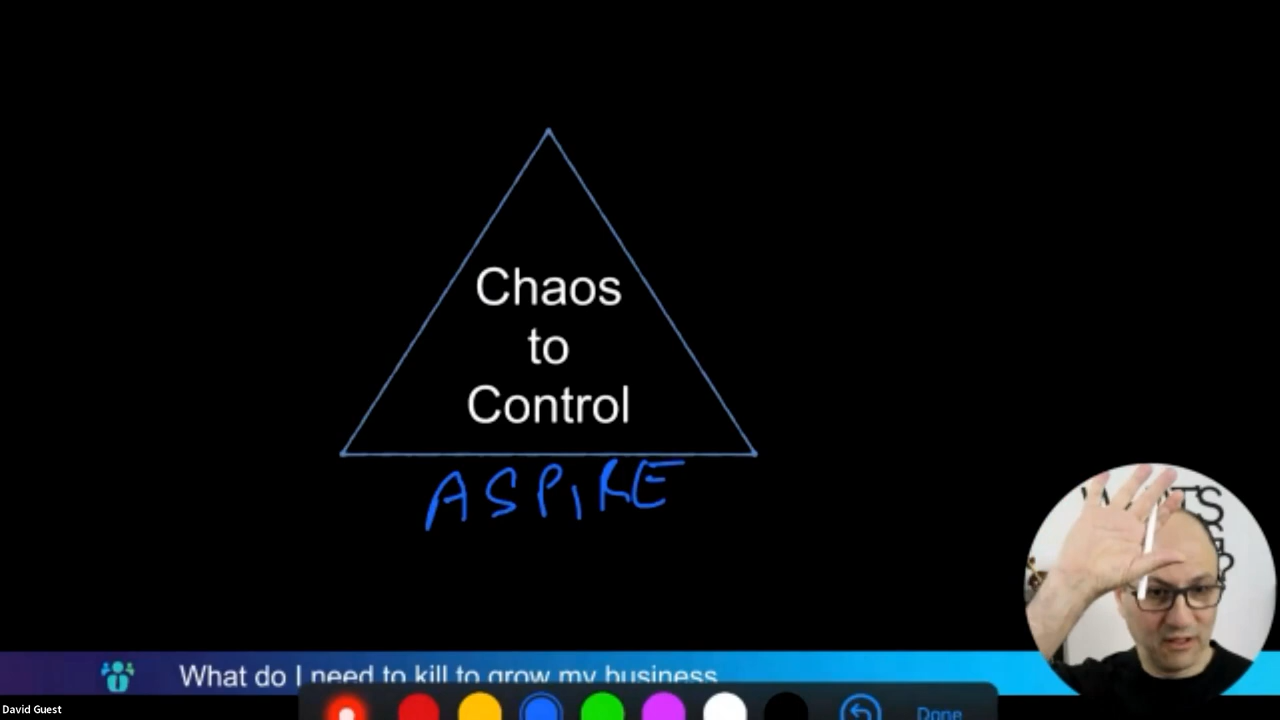 Chaos
to
Control
ASPIRE
What do I need to kill to grow my business
Done
David Guest